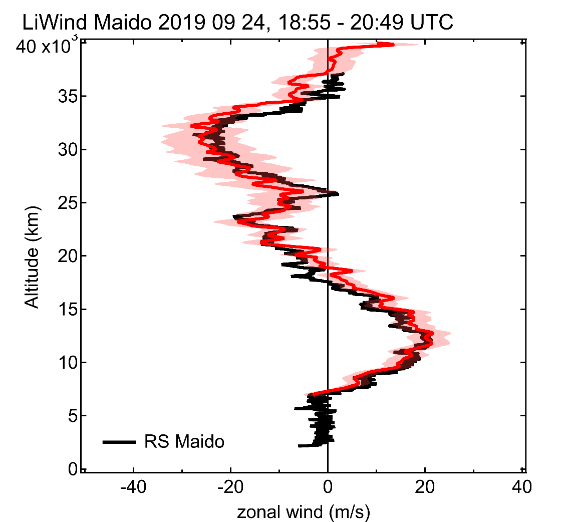 LiWind Maido 2019 09 24, 18:55 - 20:49 UTC
40 x10³
35
30
25
20
15
10
5
0
Altitude (km)
RS Maido
-40 -20 0 20 40
zonal wind (m/s)